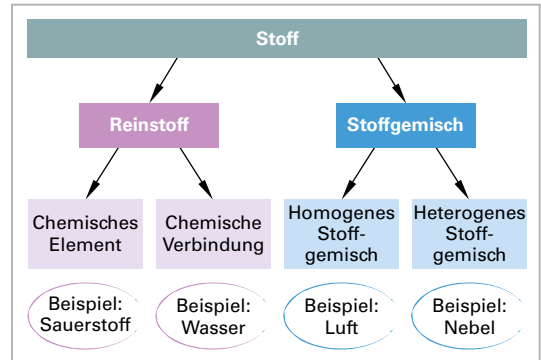 Stoff
Reinstoff
Stoffgemisch
Chemisches
Element
Chemische
Verbindung
Homogenes
Stoff-
gemisch
Heterogenes
Stoff-
gemisch
Beispiel:
Sauerstoff
Beispiel:
Wasser
Beispiel:
Luft
Beispiel:
Nebel